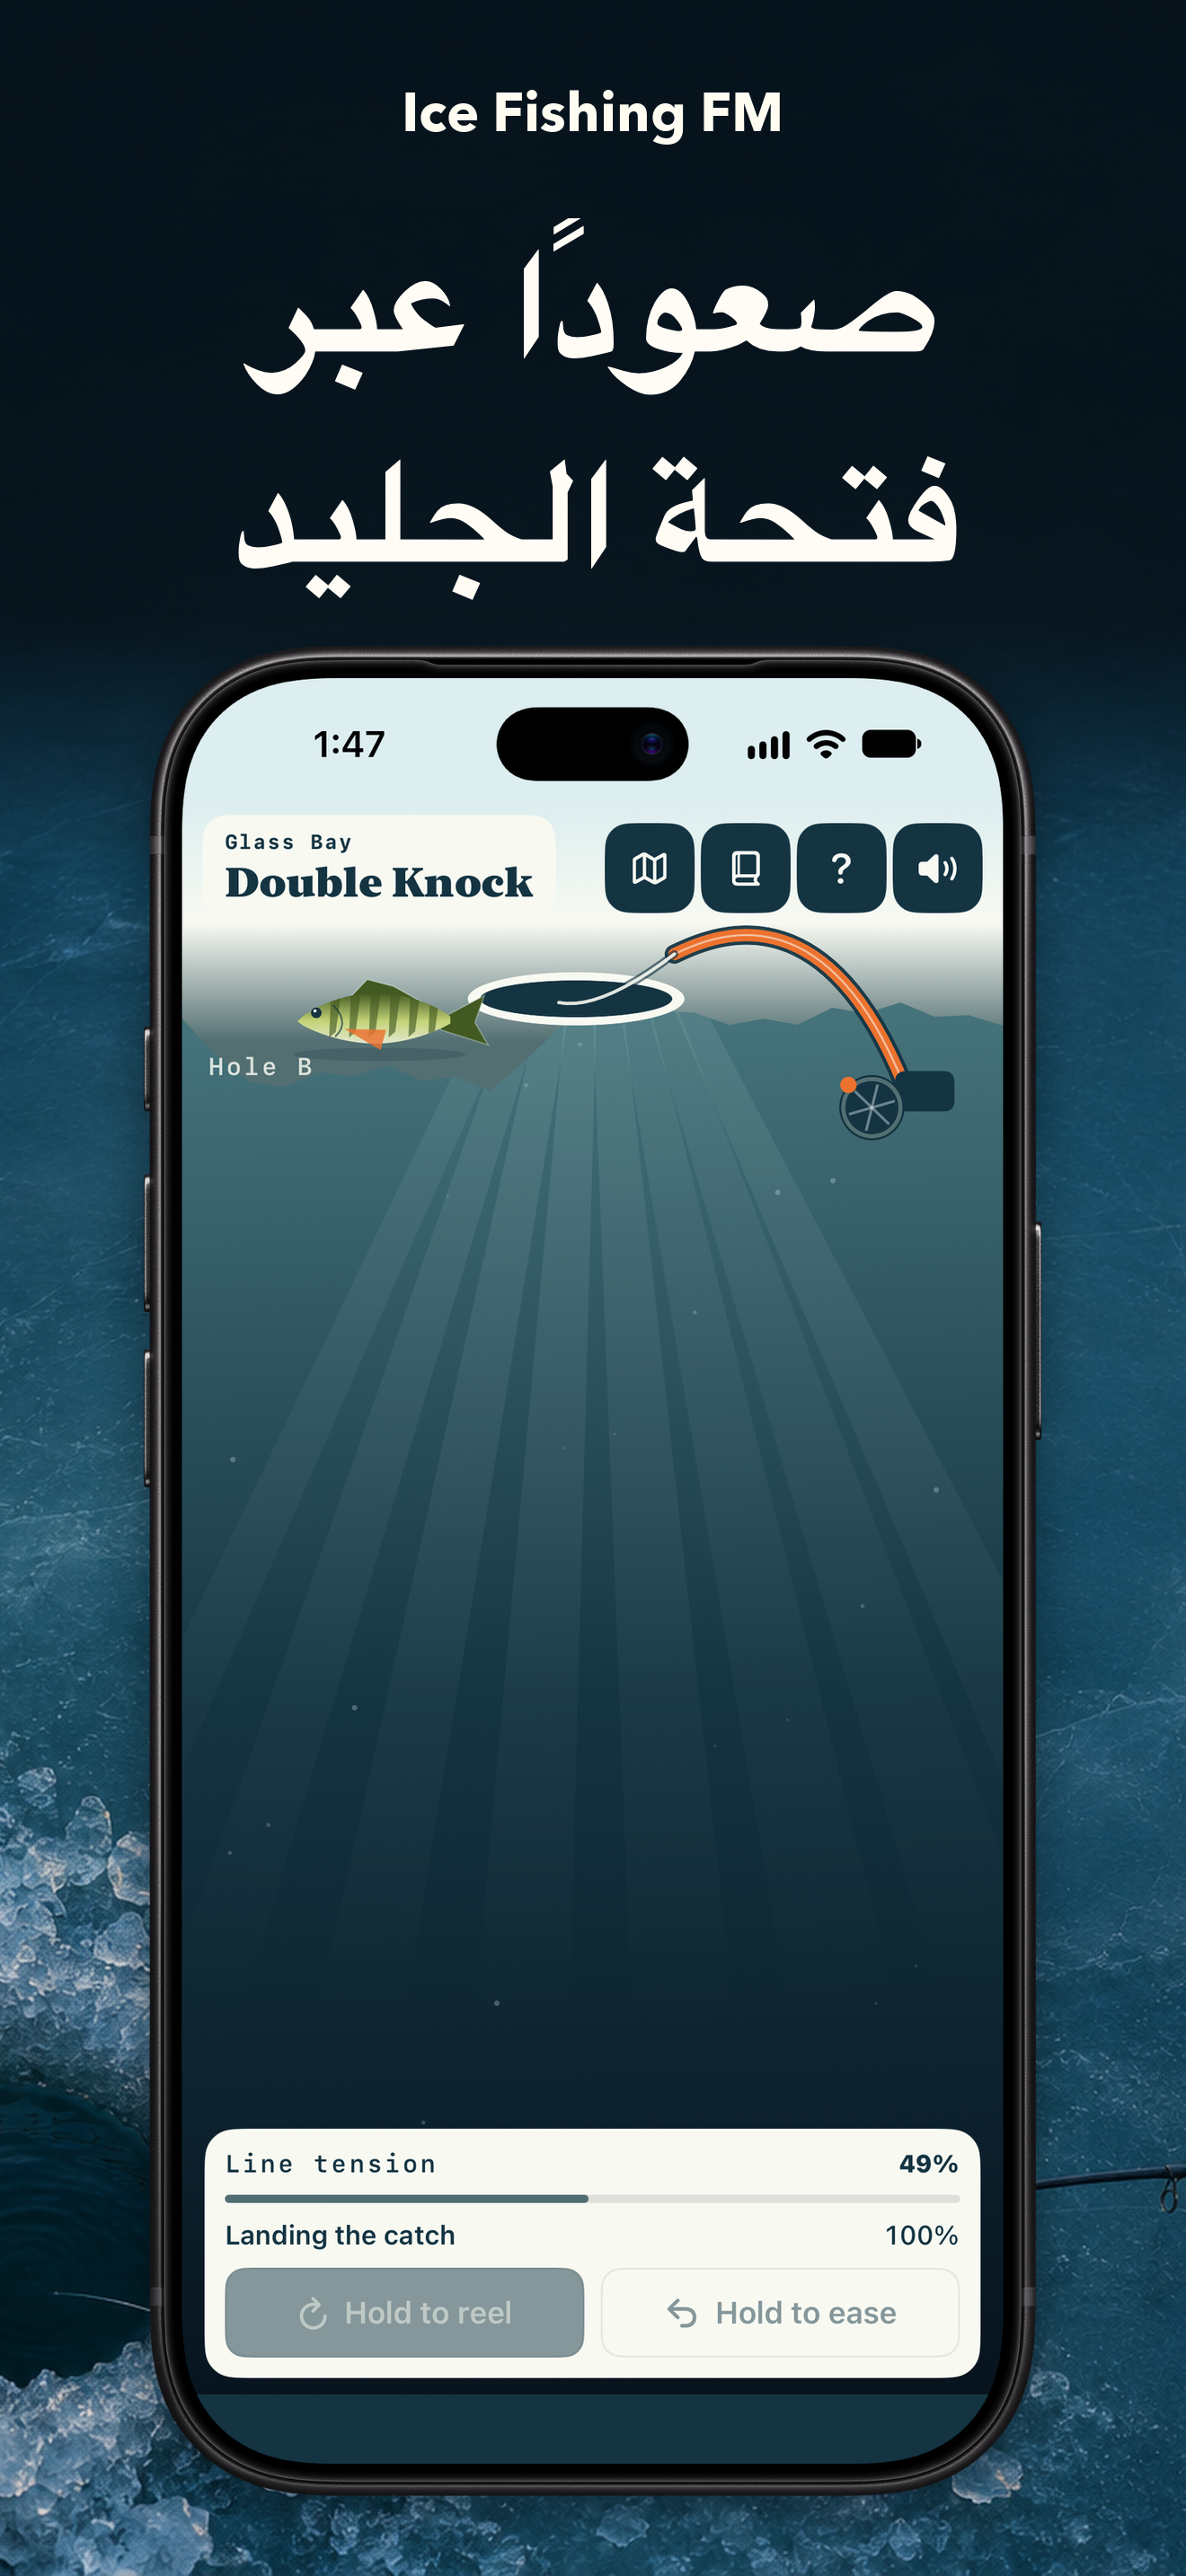 Ice Fishing FM
صعودًا عبر
فتحة الجليد
1:47
Glass Bay
Double Knock
?
Hole B
Line tension 49%
Landing the catch 100%
Hold to reel
Hold to ease